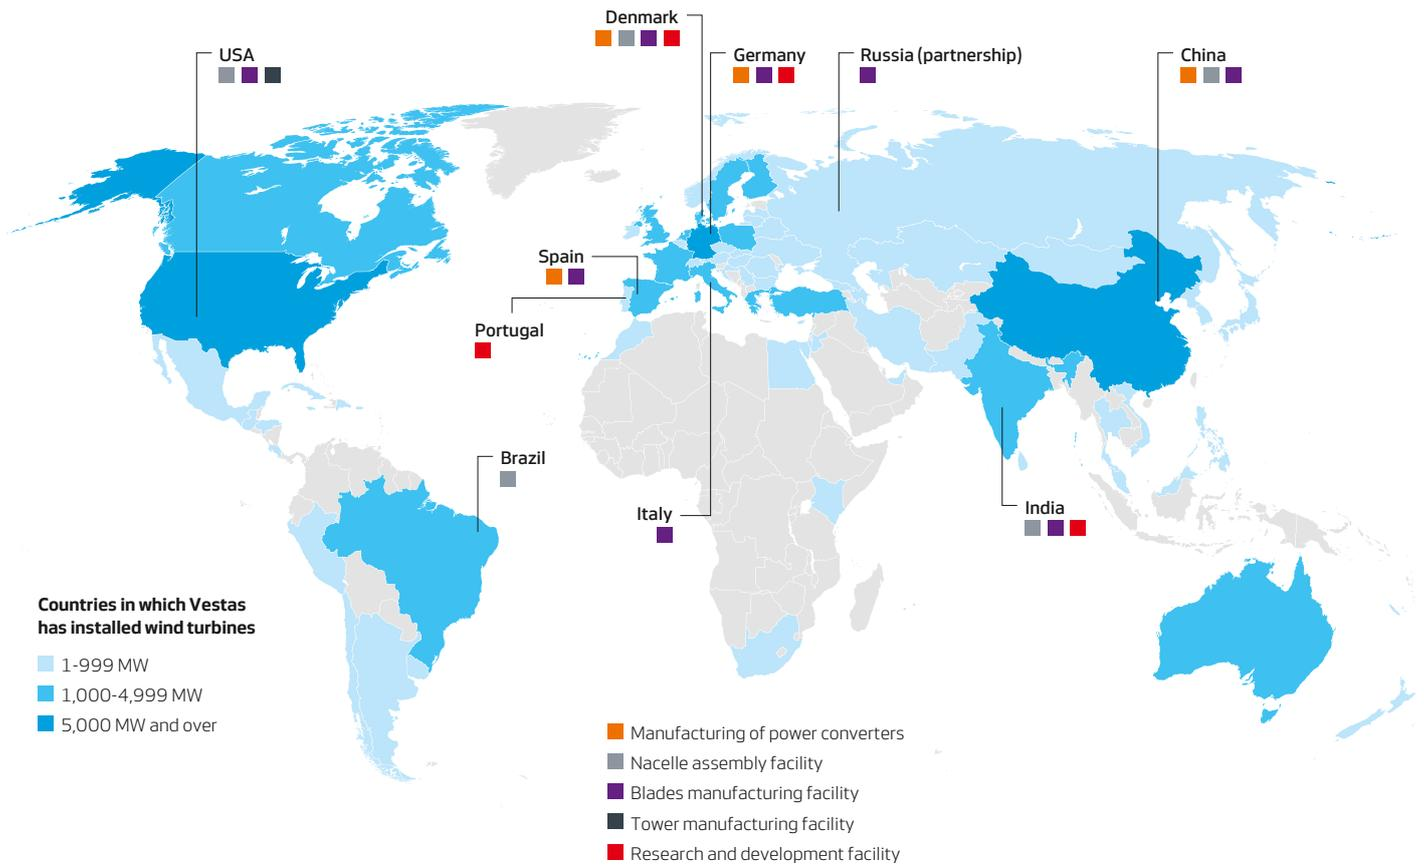 Denmark
USA
Germany
Russia (partnership)
China
Spain
Portugal
Brazil
Italy
India
Countries in which Vestas
has installed wind turbines
1-999 MW
1,000-4,999 MW
5,000 MW and over
Manufacturing of power converters
Nacelle assembly facility
Blades manufacturing facility
Tower manufacturing facility
Research and development facility